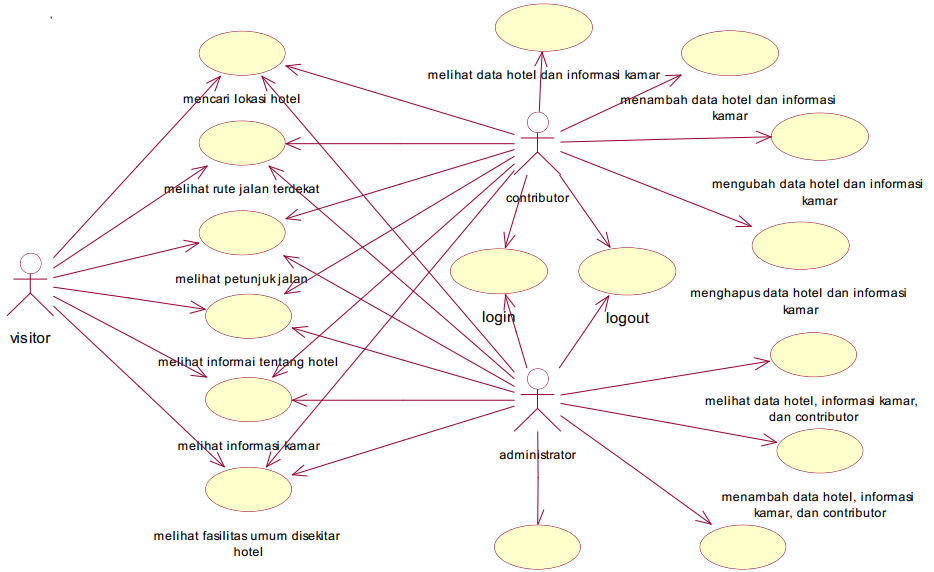 mencari lokasi hotel
melihat rute jalan terdekat
melihat petunjuk jalan
melihat informai tentang hotel
melihat informasi kamar
melihat fasilitas umum disekitar
hotel
visitor
contributor
login
logout
administrator
melihat data hotel dan informasi kamar
menambah data hotel dan informasi
kamar
mengubah data hotel dan informasi
kamar
menghapus data hotel dan informasi
kamar
melihat data hotel, informasi kamar,
dan contributor
menambah data hotel, informasi
kamar, dan contributor